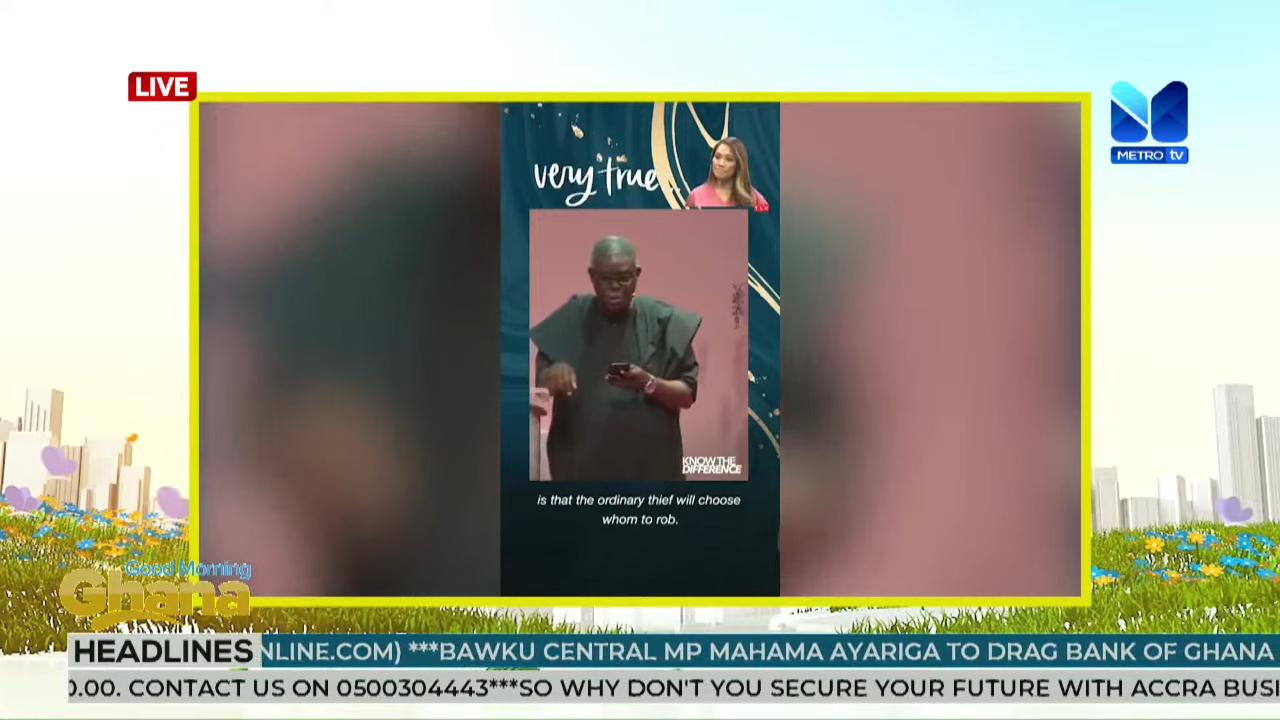 LIVE
METRO tv
very true
TLC
KNOW THE
DIFFERENCE
is that the ordinary thief will choose
whom to rob.
Good Morning
Ghana
HEADLINES
NLINE.COM) ***BAWKU CENTRAL MP MAHAMA AYARIGA TO DRAG BANK OF GHANA
0.00. CONTACT US ON 0500304443***SO WHY DON'T YOU SECURE YOUR FUTURE WITH ACCRA BUSI